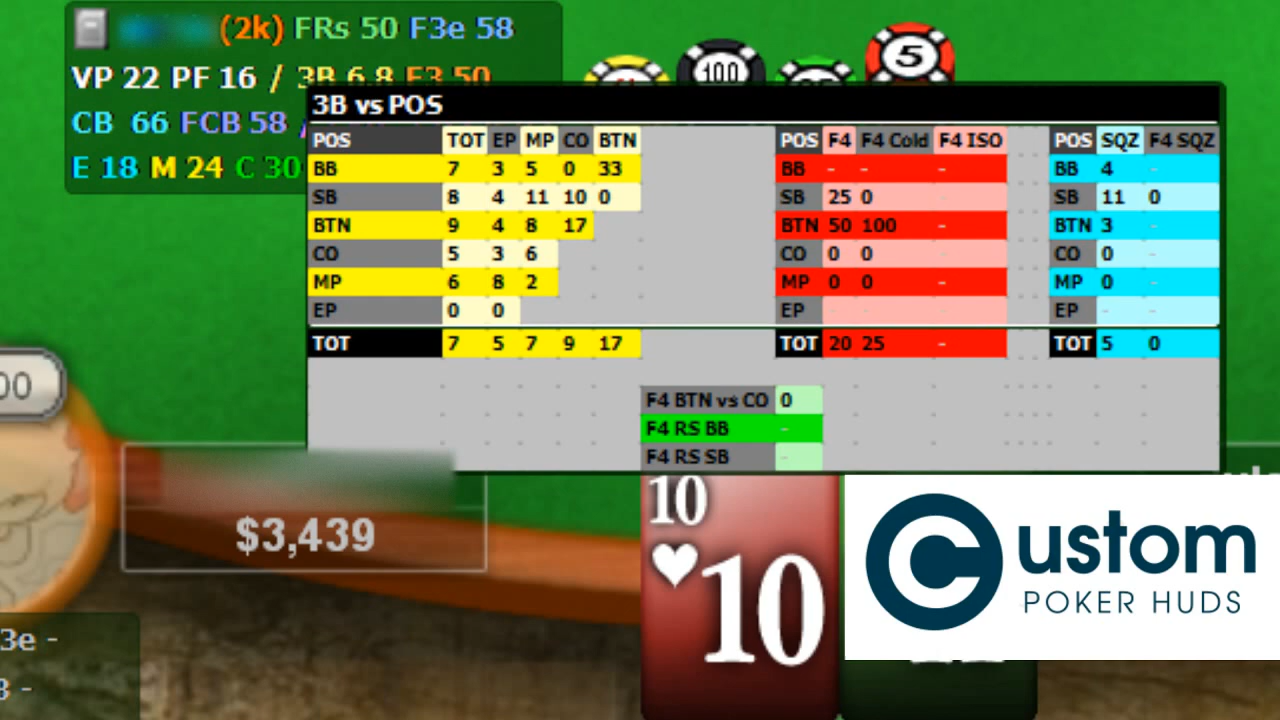 (2k) FRs 50 F3e 58
VP 22 PF 16 / 3B 6.8 F3 50
CB 66 FCB 58 /
E 18 M 24 C 30
100
5
3B vs POS
POS TOT EP MP CO BTN POS F4 F4 Cold F4 ISO POS SQZ F4 SQZ
BB 7 3 5 0 33 BB - - - BB 4 -
SB 8 4 11 10 0 SB 25 0 - SB 11 0
BTN 9 4 8 17 BTN 50 100 - BTN 3 -
CO 5 3 6 CO 0 0 - CO 0 -
MP 6 8 2 MP 0 0 - MP 0 -
EP 0 0 EP - - - EP - -
TOT 7 5 7 9 17 TOT 20 25 - TOT 5 0
F4 BTN vs CO 0
F4 RS BB -
F4 RS SB -
00
$3,439
10
10
Custom
POKER HUDS
3e -
3 -